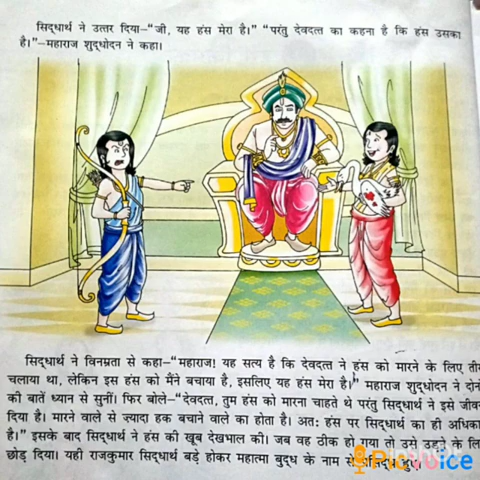 सिद्धार्थ ने उत्तर दिया–“जी, यह हंस मेरा है।” “परंतु देवदत्त का कहना है कि हंस उसका
है।”–महाराज शुद्धोदन ने कहा।
सिद्धार्थ ने विनम्रता से कहा–“महाराज! यह सत्य है कि देवदत्त ने हंस को मारने के लिए
चलाया था, लेकिन इस हंस को मैंने बचाया है, इसलिए यह हंस मेरा है।” महाराज शुद्धोदन ने
की बातें ध्यान से सुनीं। फिर बोले–“देवदत्त, तुम हंस को मारना चाहते थे परंतु सिद्धार्थ ने इसे
दिया है। मारने वाले से ज़्यादा हक बचाने वाले का होता है। अतः हंस पर सिद्धार्थ का ही
है।” इसके बाद सिद्धार्थ ने हंस की खूब देखभाल की। जब वह ठीक हो गया तो उसे उड़ने के
छोड़ दिया। यही राजकुमार सिद्धार्थ बड़े होकर महात्मा बुद्ध के नाम से
Picvoice